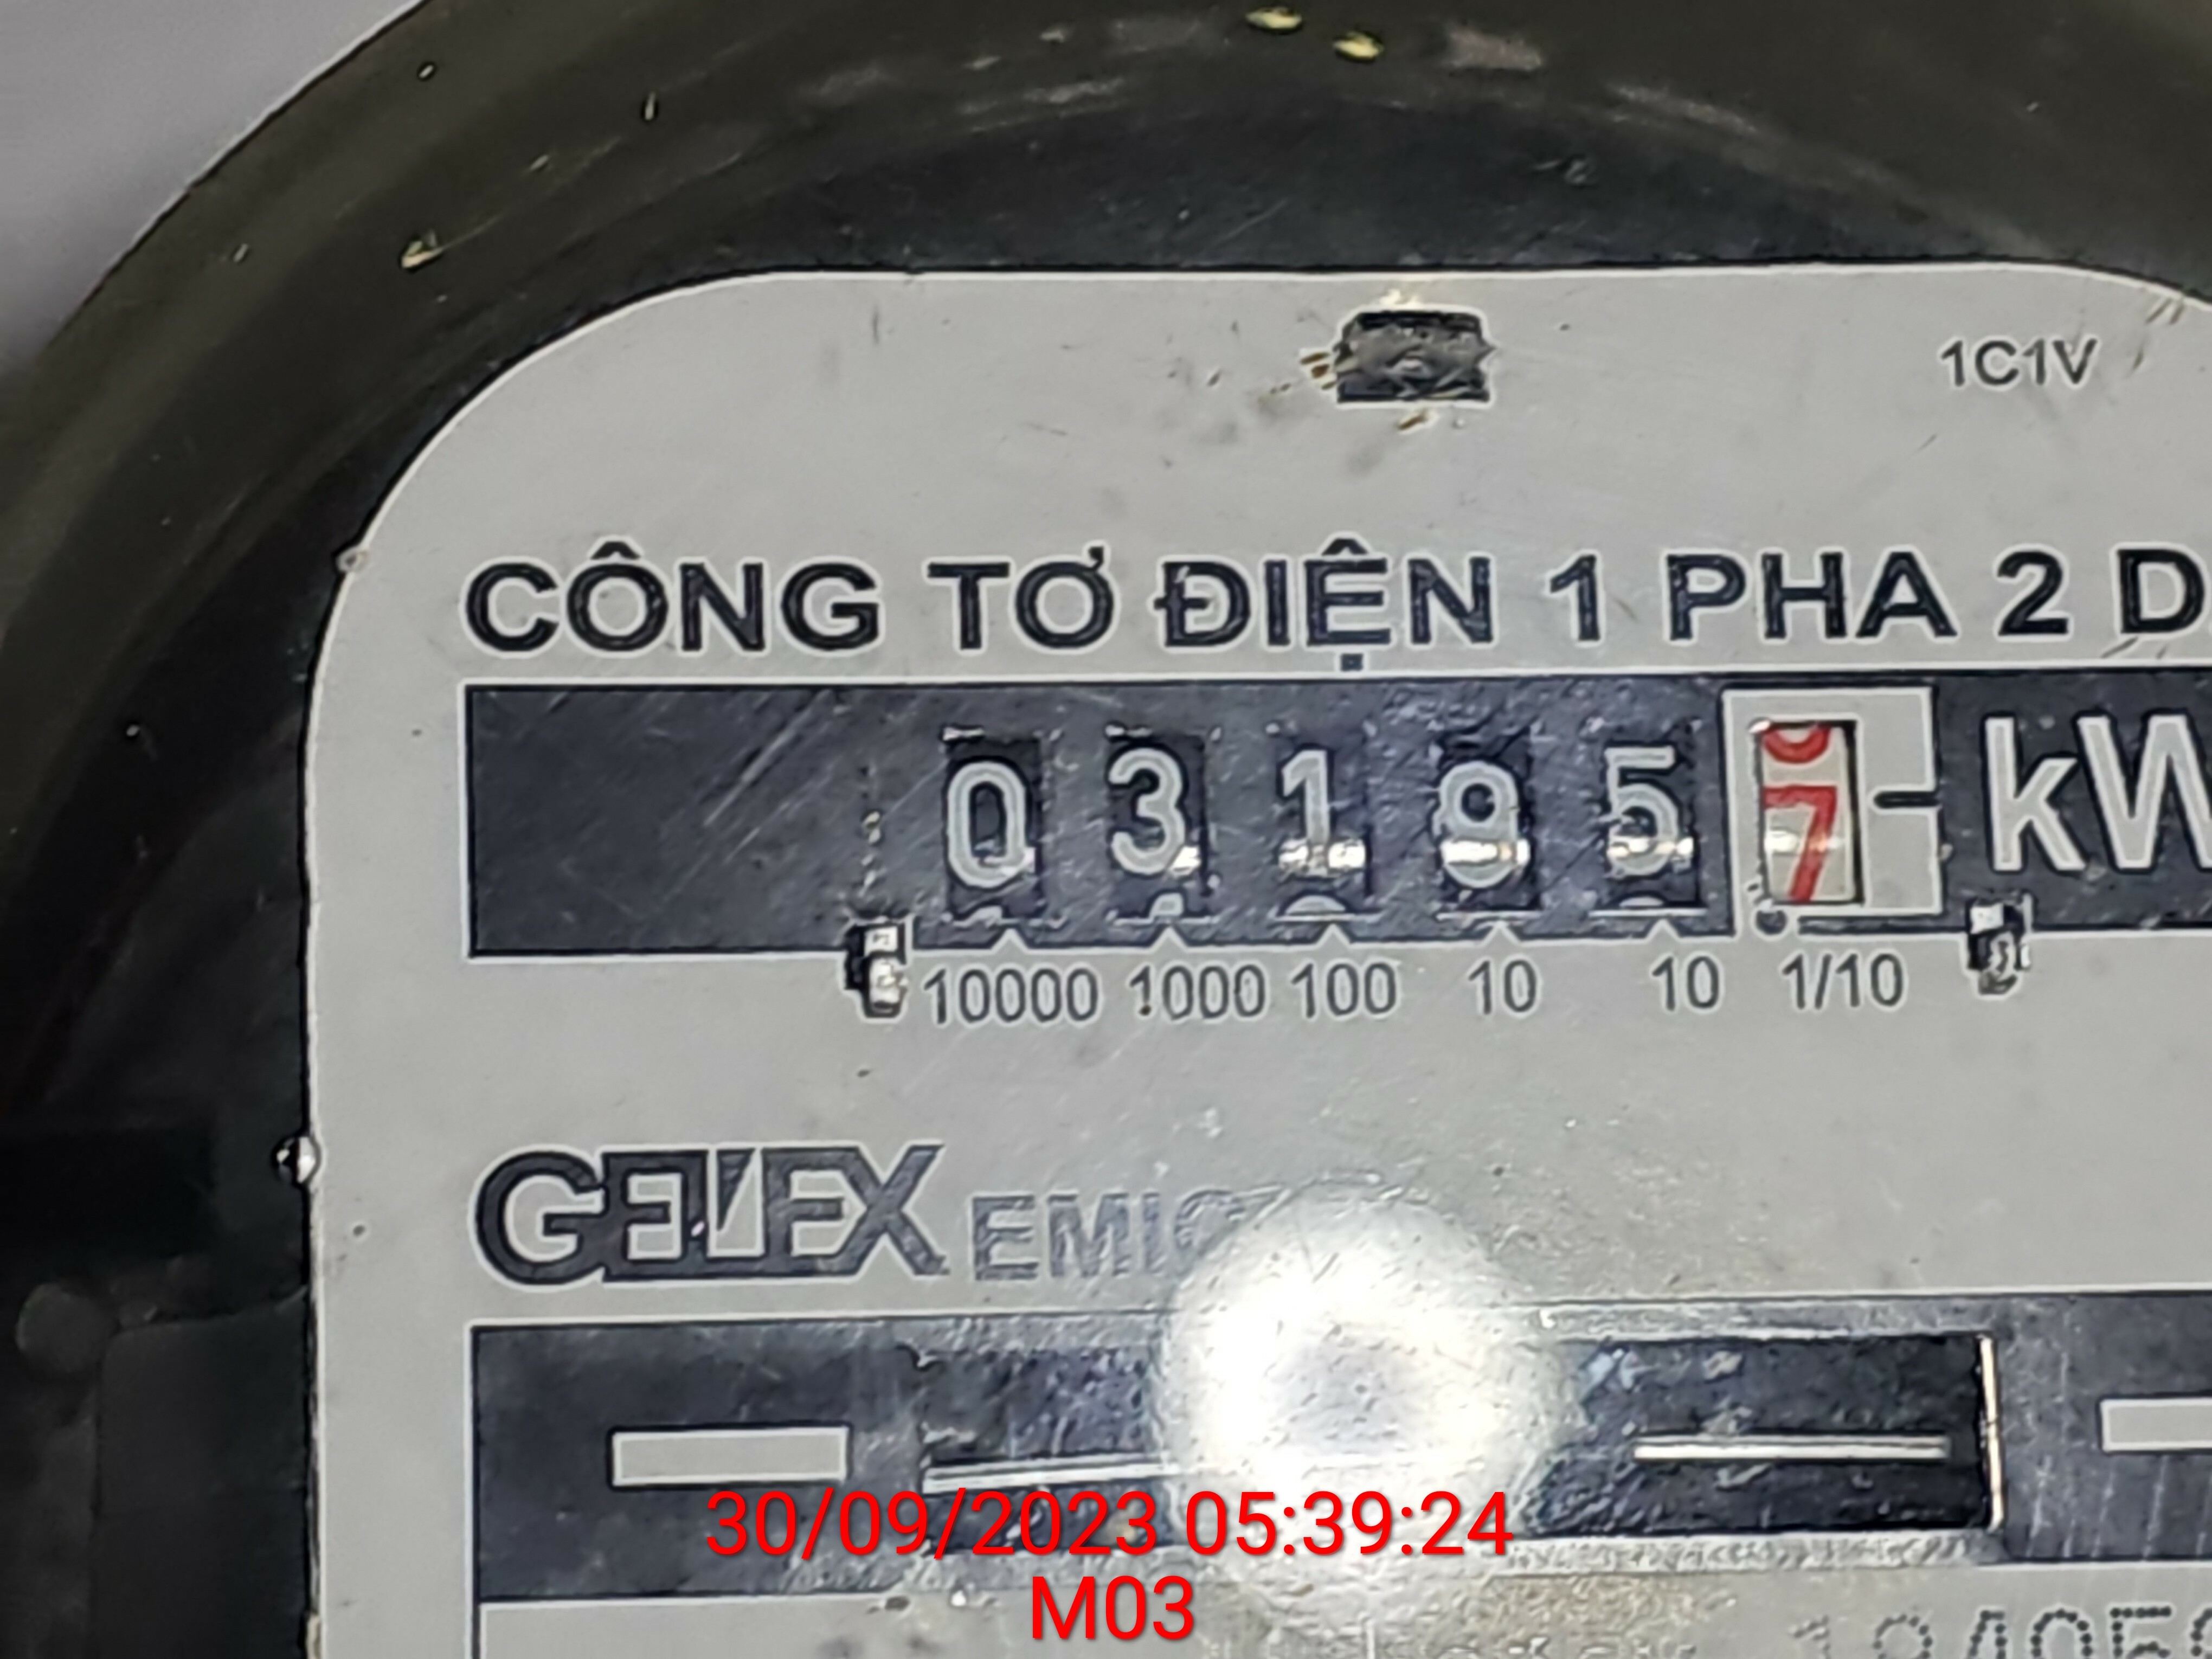 1C1V
CÔNG TƠ ĐIỆN 1 PHA 2 D
0 3 1 9 5 7 kW
10000 1000 100 10 10 1/10
GELEX EMIC
30/09/2023 05:39:24
M03